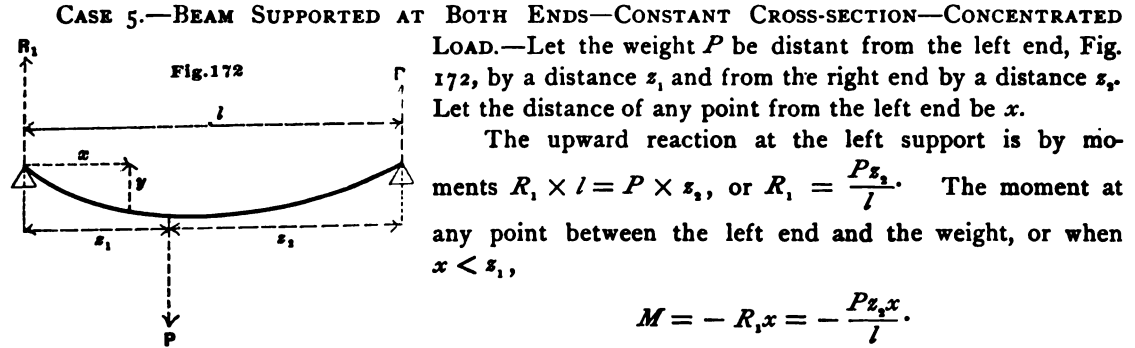 CASE 5.—BEAM SUPPORTED AT BOTH ENDS—CONSTANT CROSS-SECTION—CONCENTRATED
LOAD.—Let the weight P be distant from the left end, Fig.
172, by a distance z₁ and from the right end by a distance z₂.
Let the distance of any point from the left end be x.
The upward reaction at the left support is by mo-
ments R₁ × l = P × z₂, or R₁ = Pz₂/l. The moment at
any point between the left end and the weight, or when
x < z₁,
M = − R₁x = − Pz₂x/l.
R₁
Fig.172
l
x
y
z₁
z₂
P